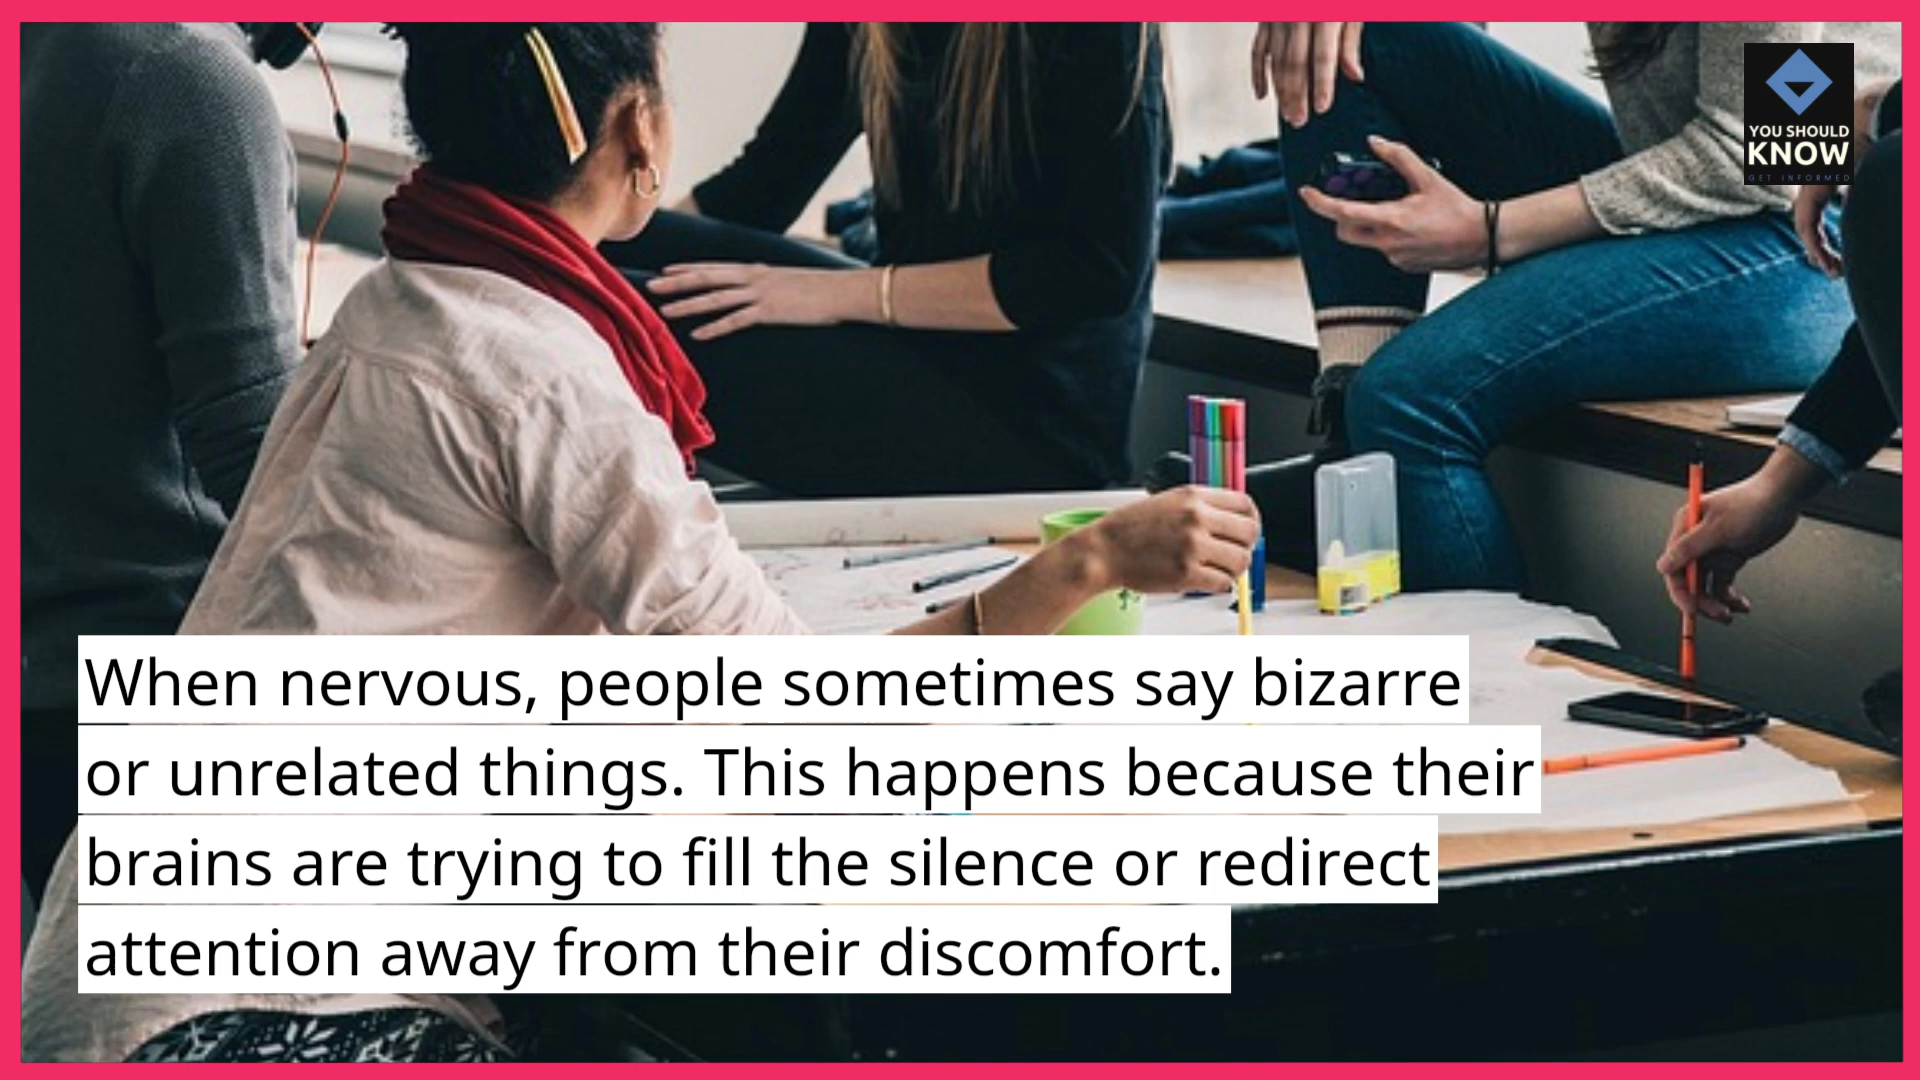 YOU SHOULD
KNOW
GET INFORMED
When nervous, people sometimes say bizarre
or unrelated things. This happens because their
brains are trying to fill the silence or redirect
attention away from their discomfort.